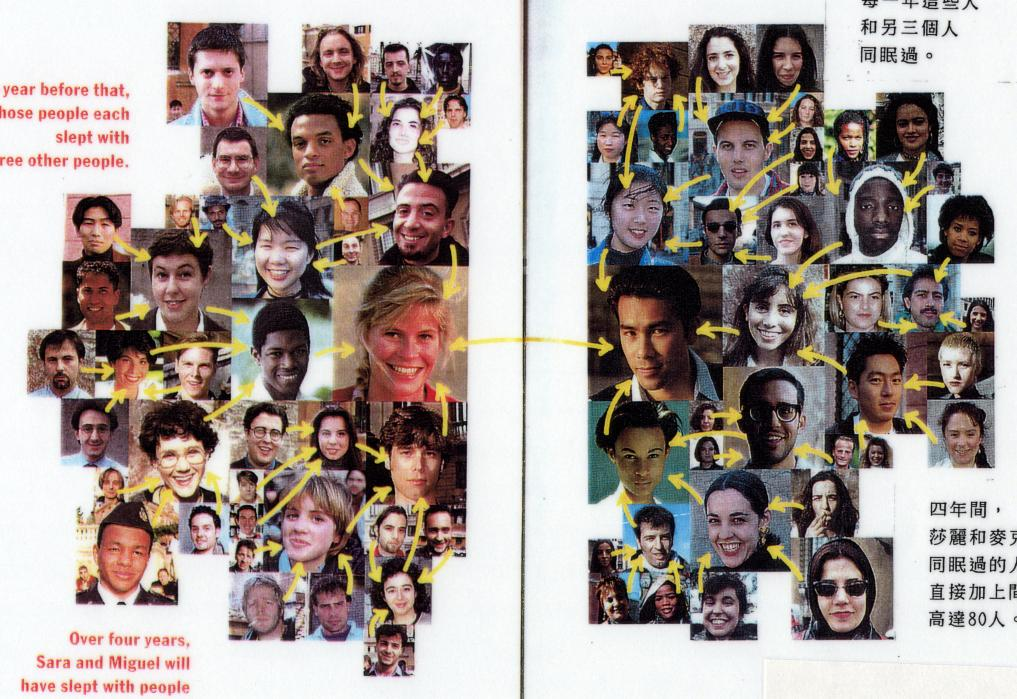 year before that,
those people each
slept with
three other people.
Over four years,
Sara and Miguel will
have slept with people
每一年這些人
和另三個人
同眠過。
四年間，
莎麗和麥克
同眠過的人
直接加上間
高達80人。